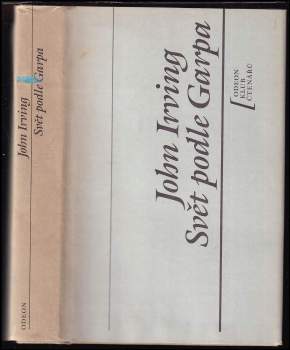 John Irving
Svět podle Garpa
ODEON
John Irving
Svět podle Garpa
ODEON
KLUB
ČTENÁŘŮ